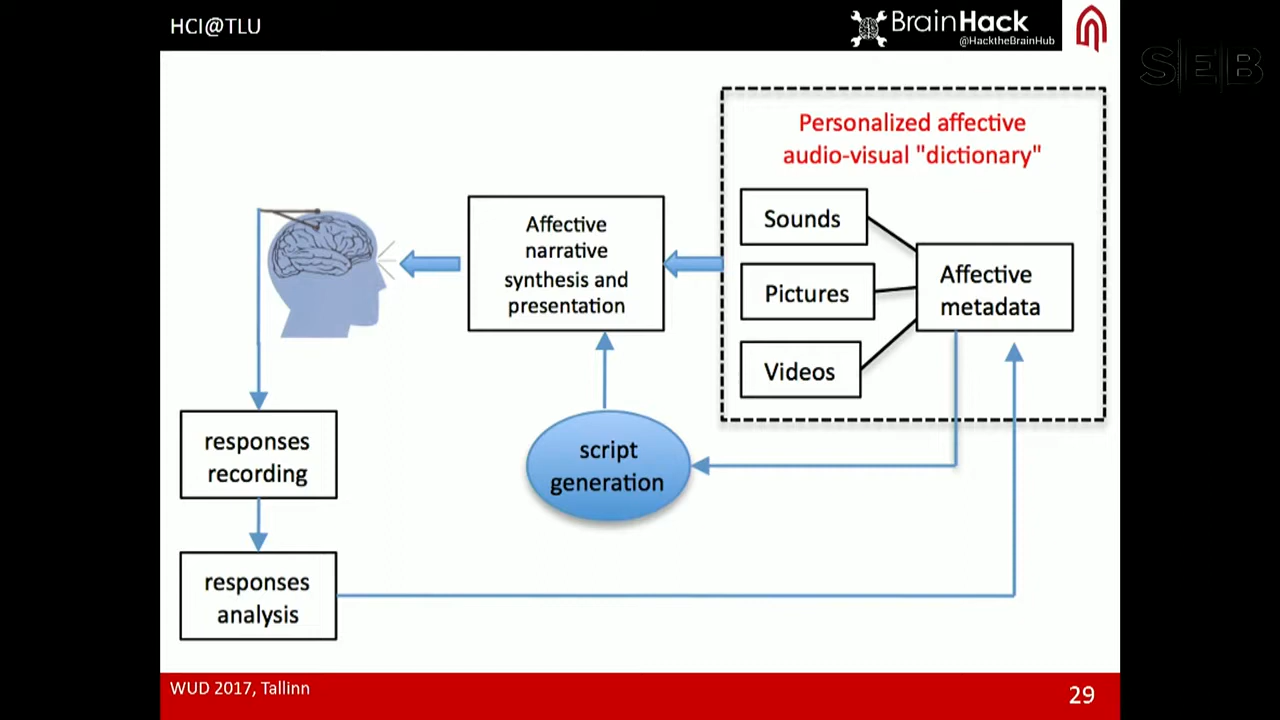 HCI@TLU
BrainHack
@HacktheBrainHub
SEB
Personalized affective
audio-visual "dictionary"
Sounds
Pictures
Videos
Affective
metadata
Affective
narrative
synthesis and
presentation
script
generation
responses
recording
responses
analysis
WUD 2017, Tallinn
29